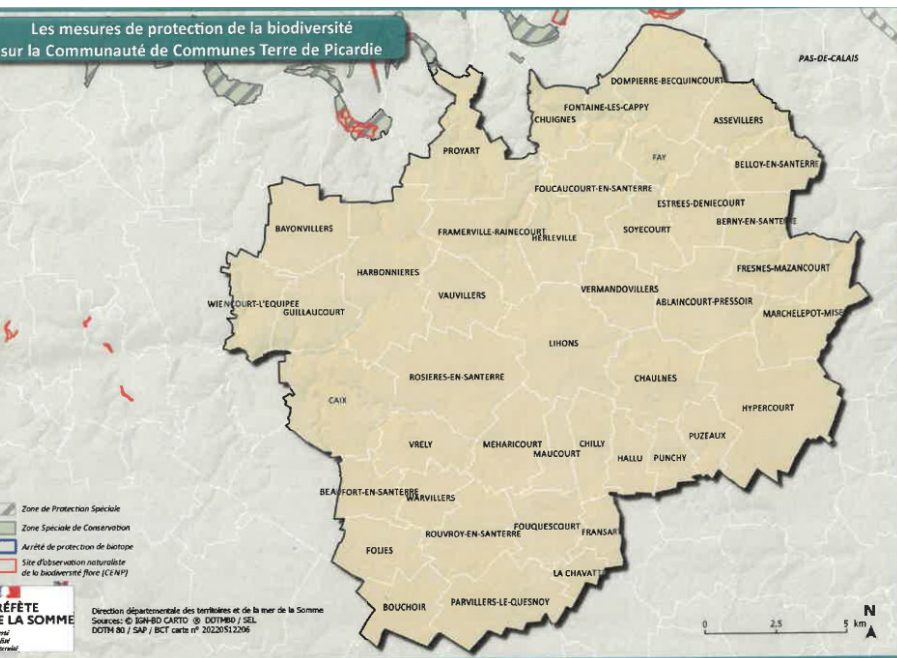 Les mesures de protection de la biodiversité
sur la Communauté de Communes Terre de Picardie
PAS-DE-CALAIS
DOMPIERRE-BECQUINCOURT
FONTAINE-LES-CAPPY
CHUIGNES
ASSEVILLERS
PROYART
FAY
BELLOY-EN-SANTERRE
FOUCAUCOURT-EN-SANTERRE
ESTREES-DENIECOURT
BERNY-EN-SANTERRE
BAYONVILLERS
FRAMERVILLE-RAINECOURT
HERLEVILLE
SOYECOURT
FRESNES-MAZANCOURT
HARBONNIERES
VERMANDOVILLERS
VAUVILLERS
ABLAINCOURT-PRESSOIR
WIENCOURT-L'EQUIPEE
GUILLAUCOURT
MARCHELEPOT-MISE
LIHONS
ROSIERES-EN-SANTERRE
CHAULNES
CAIX
HYPERCOURT
PUZEAUX
VRELY
MEHARICOURT
CHILLY
MAUCOURT
HALLU
PUNCHY
BEAUFORT-EN-SANTERRE
WARVILLERS
FOUQUESCOURT
ROUVROY-EN-SANTERRE
FRANSART
FOLIES
LA CHAVATTE
BOUCHOIR
PARVILLERS-LE-QUESNOY
Zone de Protection Spéciale
Zone Spéciale de Conservation
Arrêté de protection de biotope
Site d'observation naturaliste
de la biodiversité flore (CENP)
RÉFÈTE
E LA SOMME
Direction départementale des territoires et de la mer de la Somme
Sources: © IGN-BD CARTO ® DDTM80 / SEL
DDTM 80 / SAP / BCT carte n° 20220512206
N
0 2.5 5 km